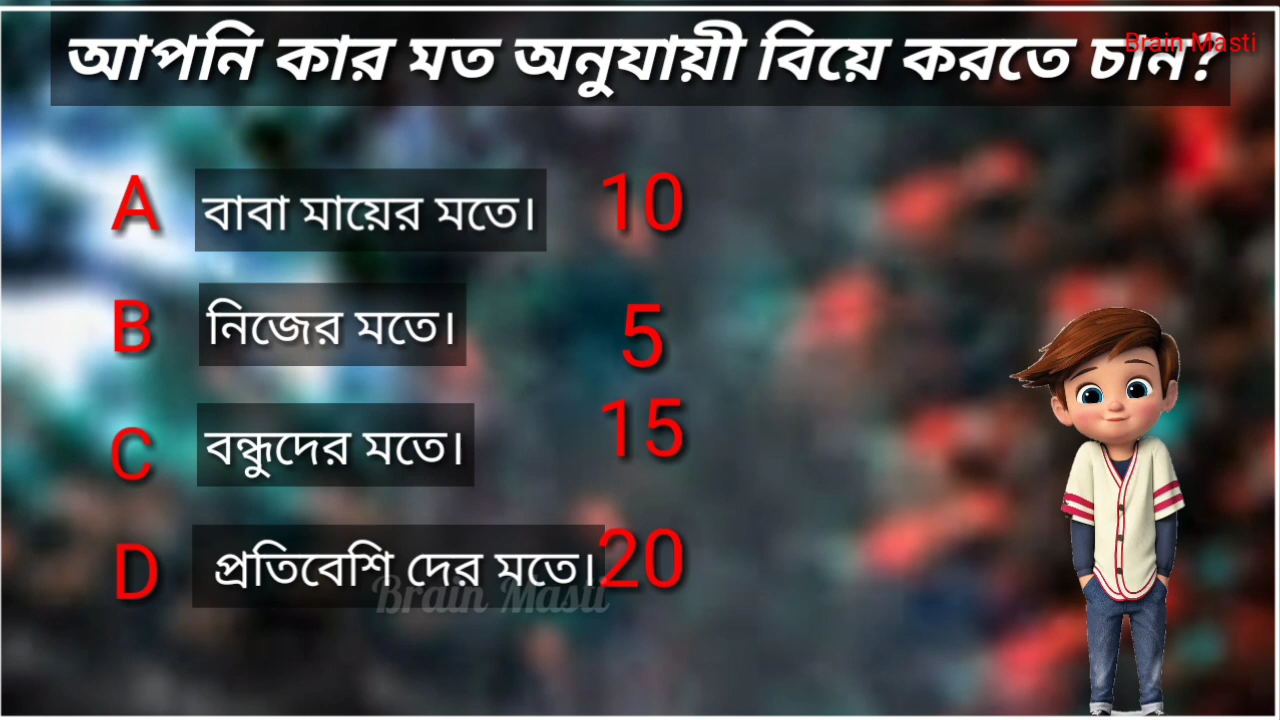 আপনি কার মত অনুযায়ী বিয়ে করতে চান?
Brain Masti
A বাবা মায়ের মতে। 10
B নিজের মতে। 5
C বন্ধুদের মতে। 15
D প্রতিবেশি দের মতে। 20
Brain Masti